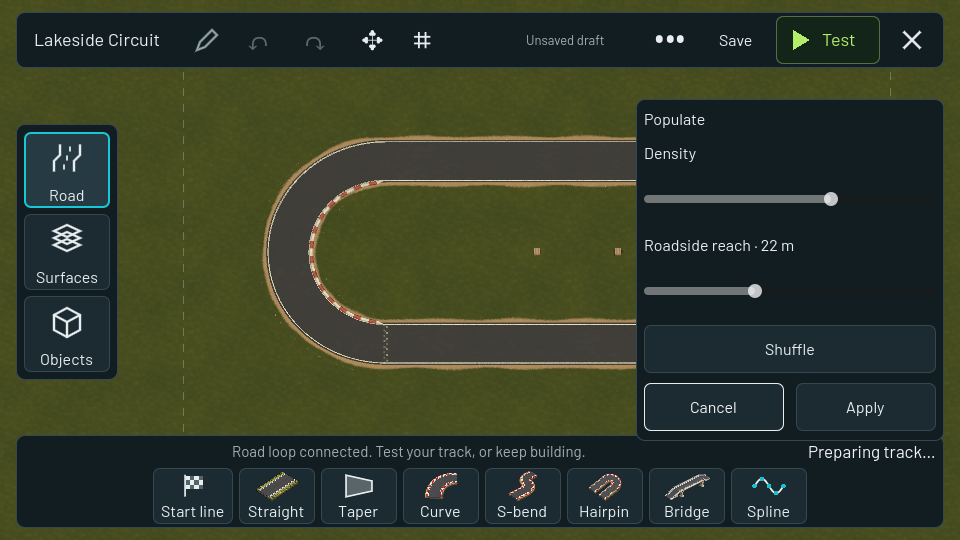 Lakeside Circuit
Unsaved draft
Save
Test
Populate
Density
Roadside reach · 22 m
Shuffle
Cancel
Apply
Road
Surfaces
Objects
Road loop connected. Test your track, or keep building.
Preparing track...
Start line
Straight
Taper
Curve
S-bend
Hairpin
Bridge
Spline